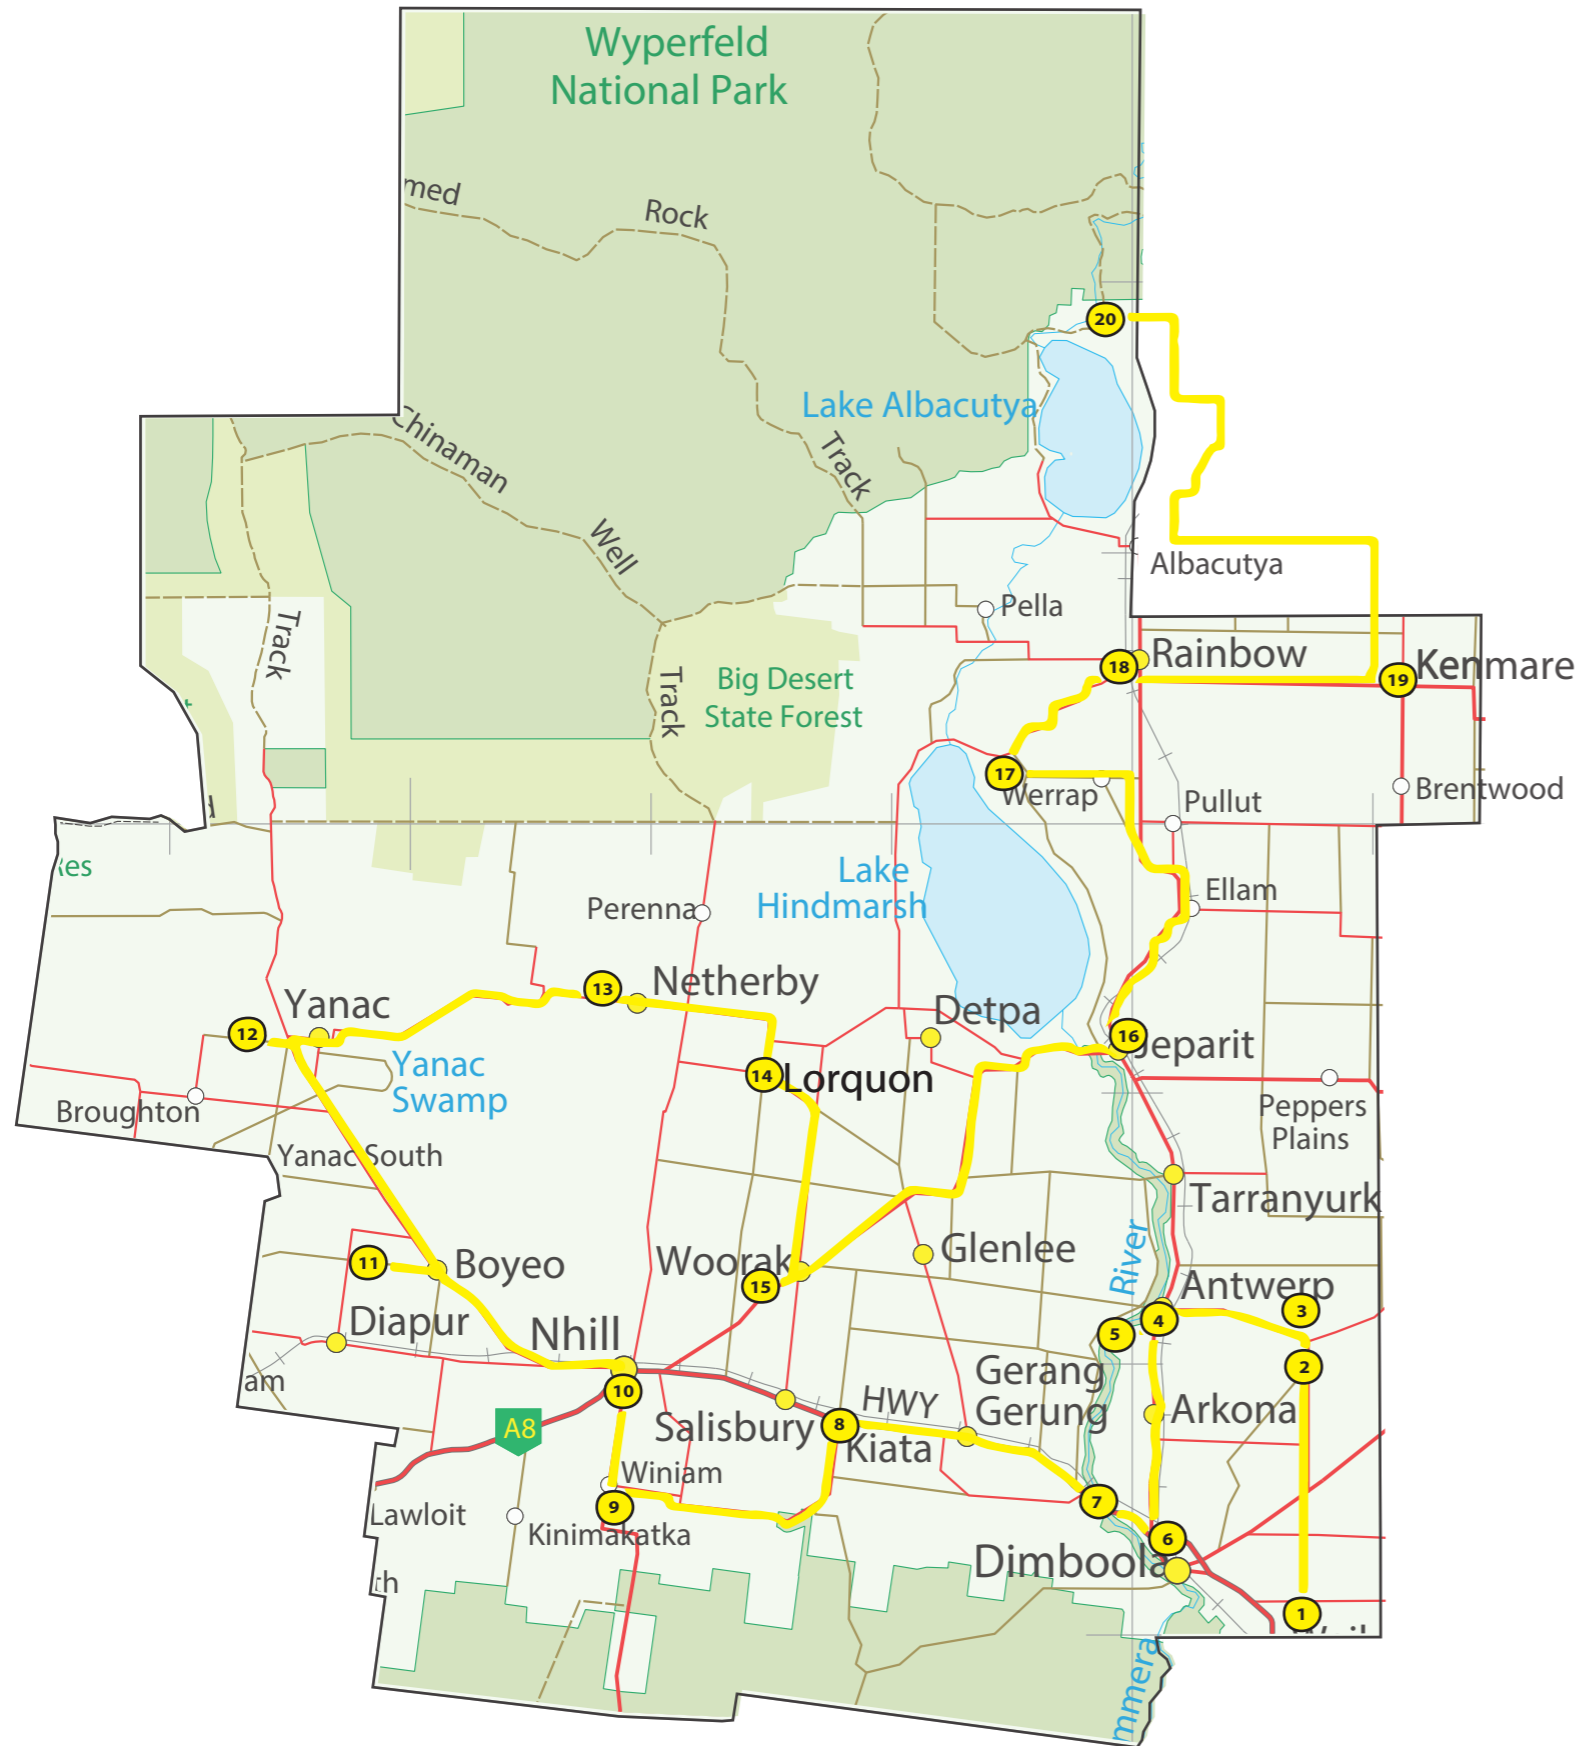 Wyperfeld
National Park
med
Rock
20
Lake Albacutya
Chinaman
Track
Well
Albacutya
Pella
Track
Rainbow
18
Kenmare
19
Track
Big Desert
State Forest
17
Werrap
Pullut
Brentwood
Res
Lake
Hindmarsh
Ellam
Perenna
13
Netherby
Yanac
12
Detpa
16
Jeparit
Yanac
Swamp
14
Lorquon
Broughton
Peppers
Plains
Yanac South
Tarranyurk
River
11
Boyeo
Woorak
15
Glenlee
Antwerp
3
4
5
Diapur
Nhill
2
am
10
Gerang
Gerung
HWY
A8
Salisbury
8
Kiata
Arkona
Winiam
9
7
Lawloit
Kinimakatka
6
Dimboola
th
1
mmera